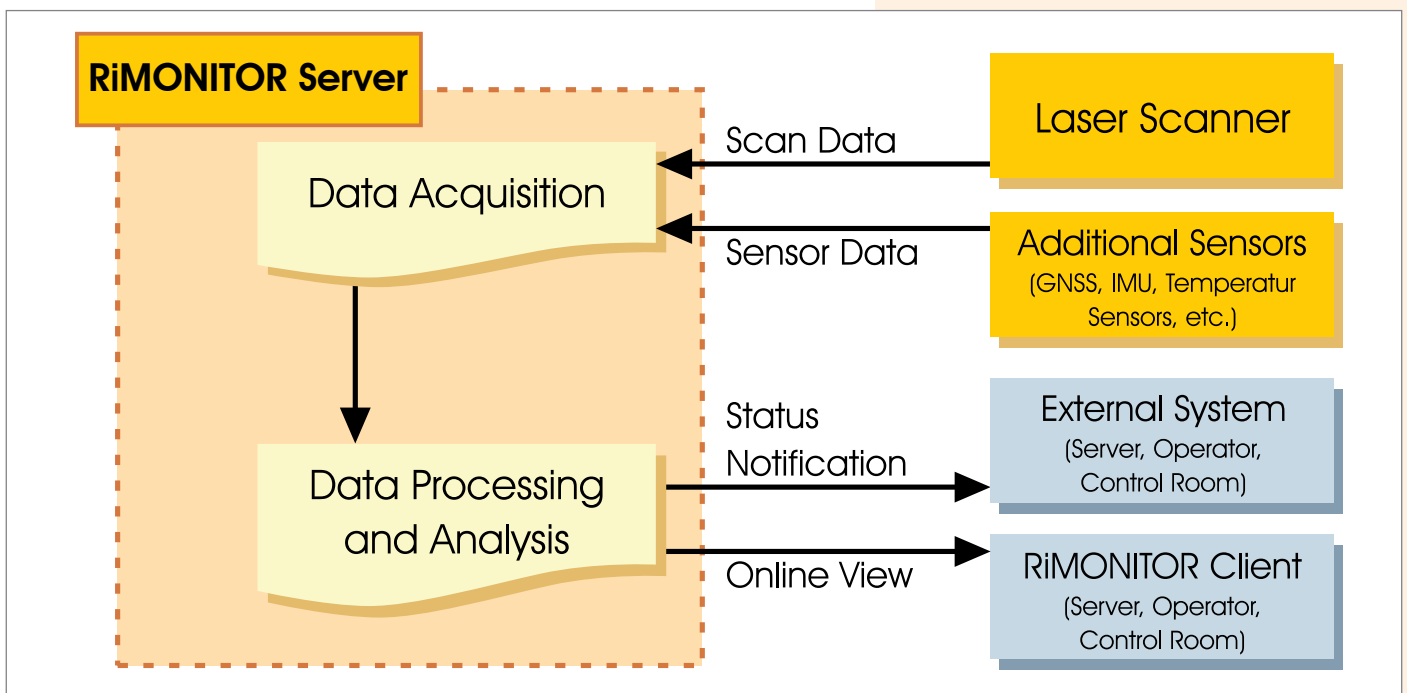 RiMONITOR Server
Data Acquisition
Data Processing
and Analysis
Scan Data
Sensor Data
Status
Notification
Online View
Laser Scanner
Additional Sensors
(GNSS, IMU, Temperatur
Sensors, etc.)
External System
(Server, Operator,
Control Room)
RiMONITOR Client
(Server, Operator,
Control Room)